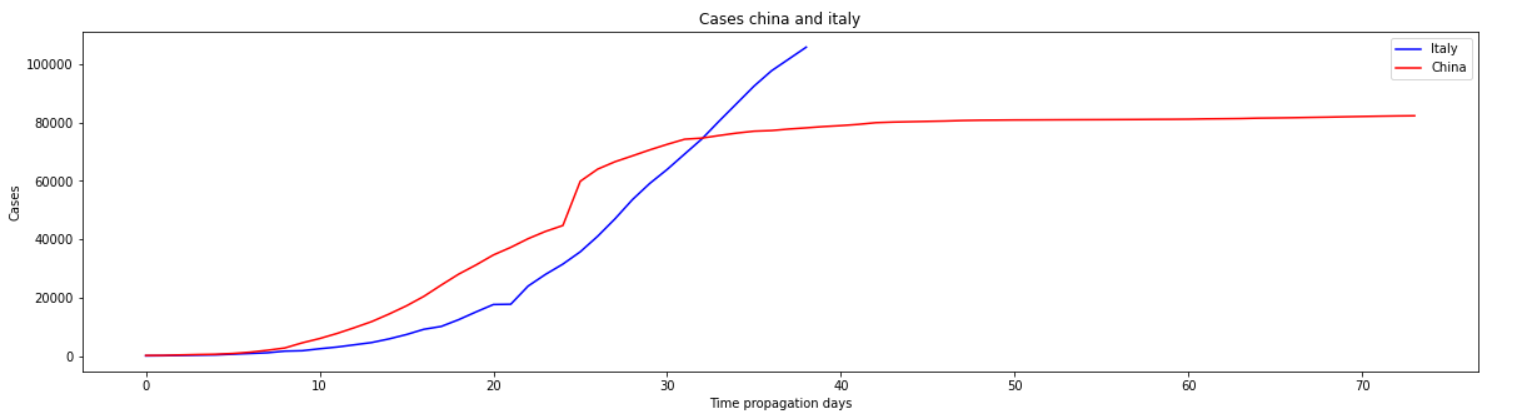 Cases china and italy
Italy
China
100000
80000
60000
40000
20000
0
Cases
0 10 20 30 40 50 60 70
Time propagation days